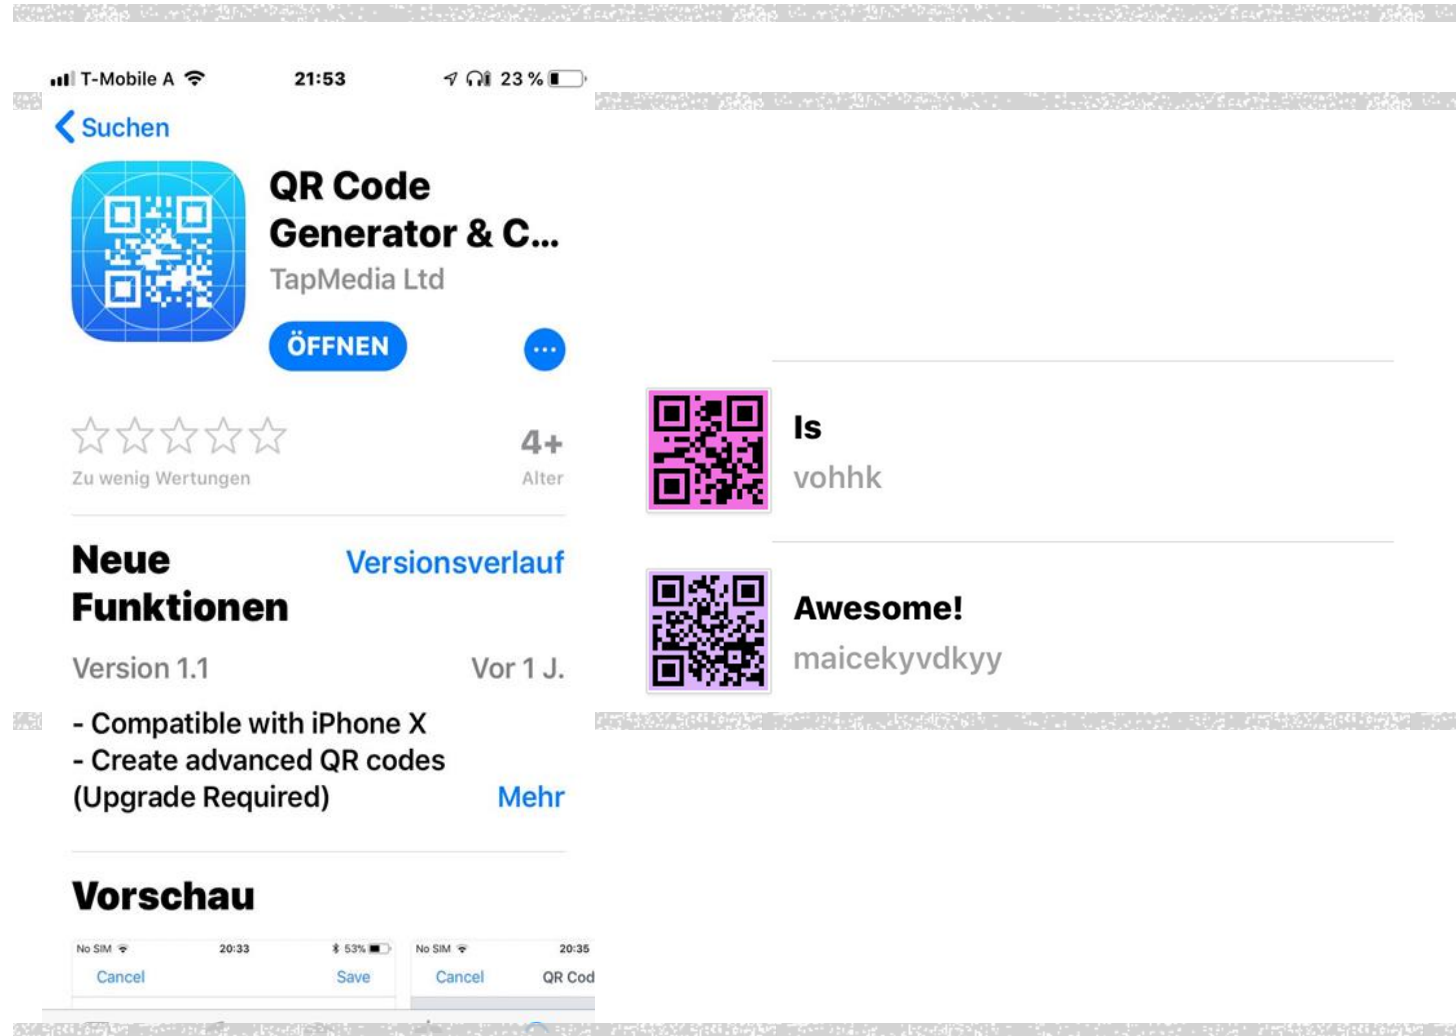 T-Mobile A 21:53 23 %
Suchen
QR Code
Generator & C...
TapMedia Ltd
ÖFFNEN
4+
Zu wenig Wertungen Alter
Neue Versionsverlauf
Funktionen
Version 1.1 Vor 1 J.
- Compatible with iPhone X
- Create advanced QR codes
(Upgrade Required) Mehr
Vorschau
No SIM 20:33 53% No SIM 20:35
Cancel Save Cancel QR Cod
Is
vohhk
Awesome!
maicekyvdkyy